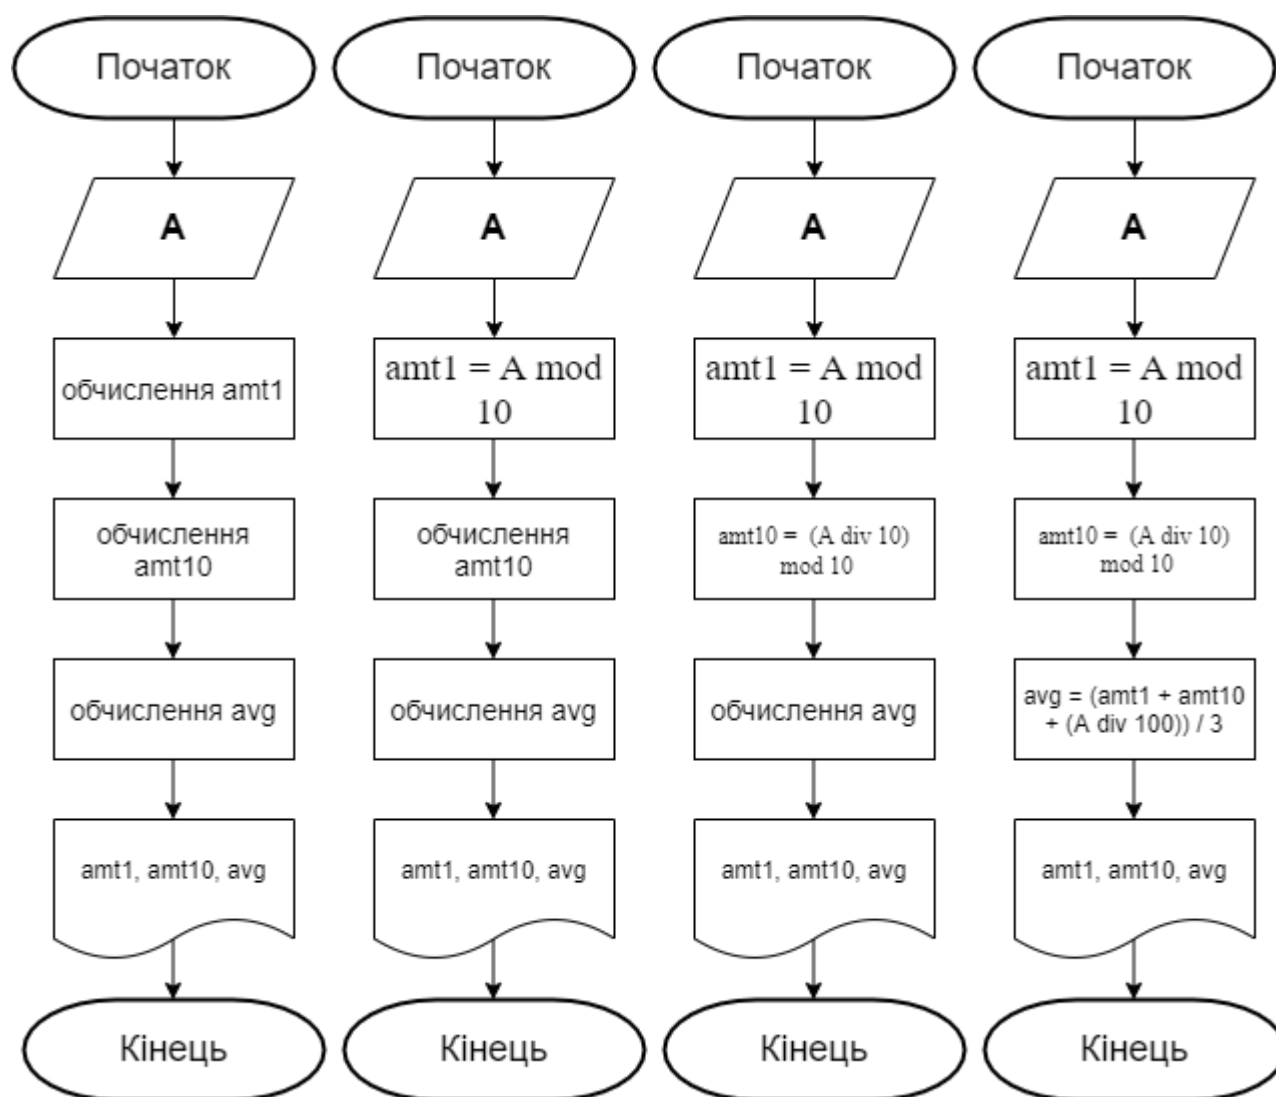 Початок
A
обчислення amt1
обчислення
amt10
обчислення avg
amt1, amt10, avg
Кінець
Початок
A
amt1 = A mod
10
обчислення
amt10
обчислення avg
amt1, amt10, avg
Кінець
Початок
A
amt1 = A mod
10
amt10 = (A div 10)
mod 10
обчислення avg
amt1, amt10, avg
Кінець
Початок
A
amt1 = A mod
10
amt10 = (A div 10)
mod 10
avg = (amt1 + amt10
+ (A div 100)) / 3
amt1, amt10, avg
Кінець